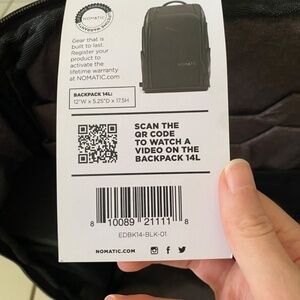 NOMATIC
Gear that is
built to last.
Register your
product to
activate the
lifetime warranty
at NOMATIC.com
NOMATIC
BACKPACK 14L:
12"W x 5.25"D x 17.5H
SCAN THE
QR CODE
TO WATCH A
VIDEO ON THE
BACKPACK 14L
8 10089 21111 8
EDBK14-BLK-01
NOMATIC.COM